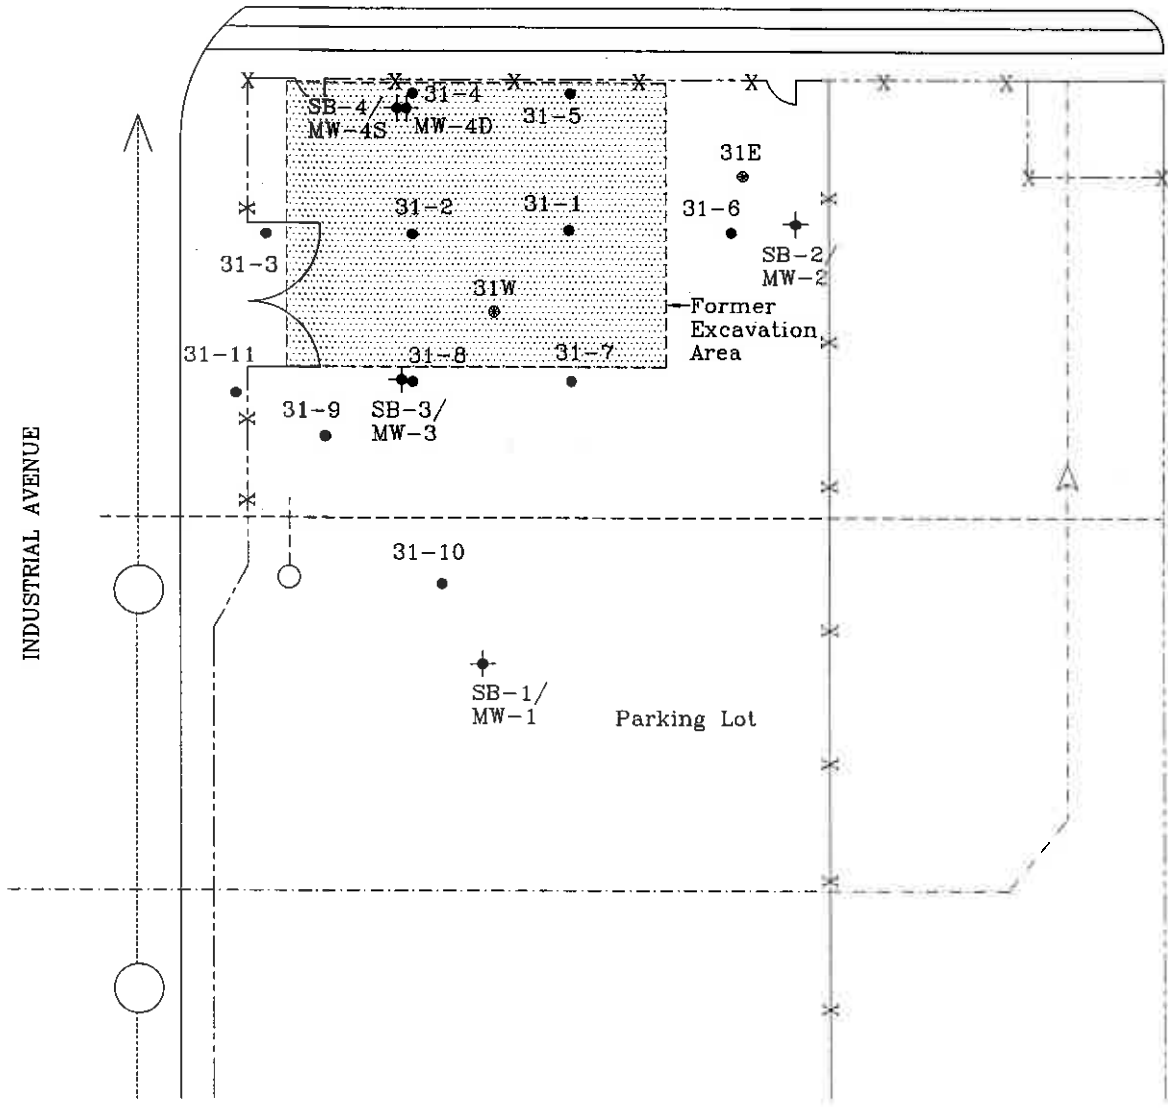 31-4
SB-4/
MW-4S
MW-4D
31-5
31E
31-2
31-1
31-6
31-3
SB-2/
MW-2
31W
Former
Excavation
Area
31-11
31-8
31-7
31-9
SB-3/
MW-3
INDUSTRIAL AVENUE
31-10
SB-1/
MW-1
Parking Lot